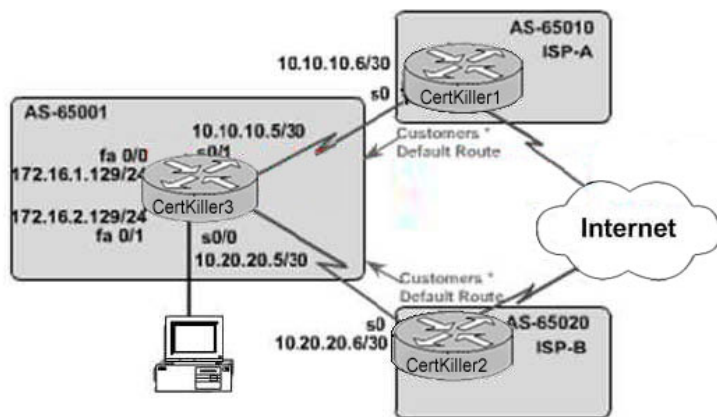 AS-65010
ISP-A
10.10.10.6/30
s0
CertKiller1
AS-65001
10.10.10.5/30
s0/1
fa 0/0
172.16.1.129/24
CertKiller3
172.16.2.129/24
fa 0/1
s0/0
10.20.20.5/30
Customers *
Default Route
Internet
Customers *
Default Route
s0
10.20.20.6/30
CertKiller2
AS-65020
ISP-B